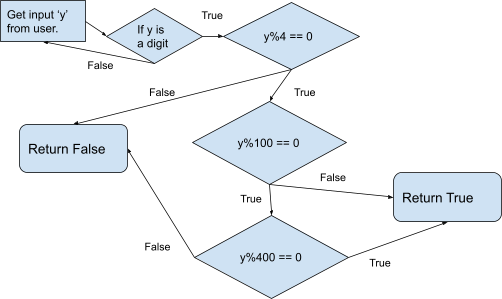 Get input ‘y’
from user.
If y is
a digit
True
y%4 == 0
False
False
True
Return False
y%100 == 0
False
True
Return True
False
y%400 == 0
True